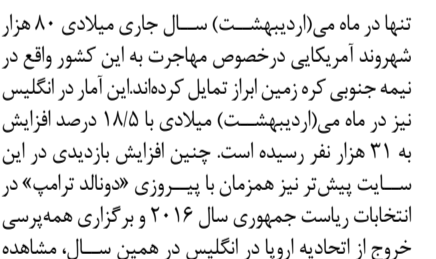 تنها در ماه می(اردیبهشت) سال جاری میلادی ۸۰ هزار
شهروند آمریکایی درخصوص مهاجرت به این کشور واقع در
نیمه جنوبی کره زمین ابراز تمایل کرده‌اند.این آمار در انگلیس
نیز در ماه می(اردیبهشت) میلادی با ۱۸/۵ درصد افزایش
به ۳۱ هزار نفر رسیده است. چنین افزایش بازدیدی در این
سایت پیش‌تر نیز همزمان با پیروزی «دونالد ترامپ» در
انتخابات ریاست جمهوری سال ۲۰۱۶ و برگزاری همه‌پرسی
خروج از اتحادیه اروپا در انگلیس در همین سال، مشاهده